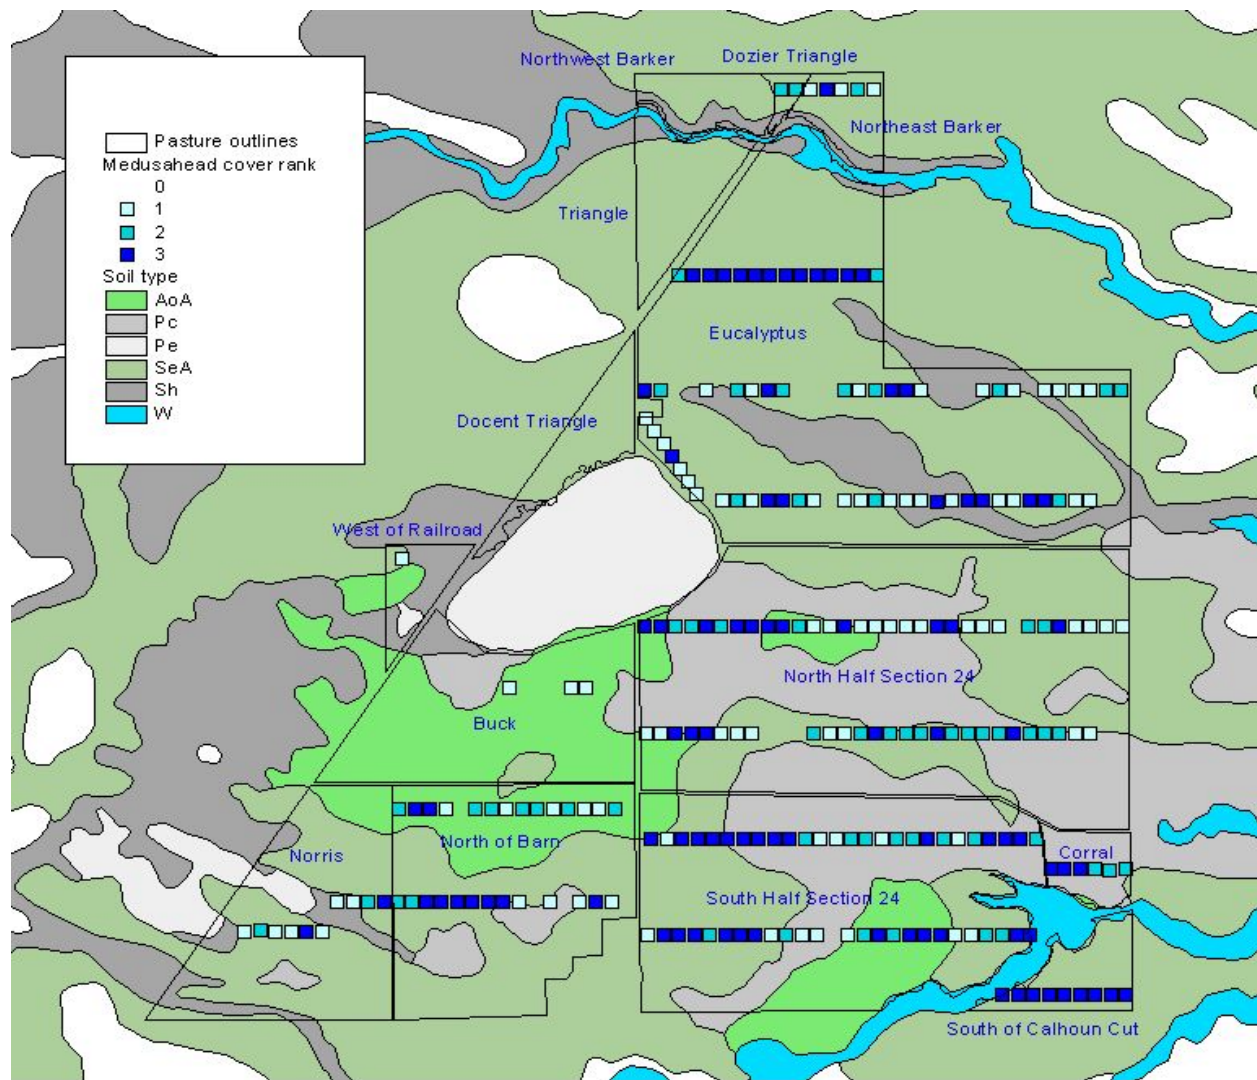 Northwest Barker
Dozier Triangle
Northeast Barker
Pasture outlines
Medusahead cover rank
0
1
2
3
Soil type
AoA
Pc
Pe
SeA
Sh
W
Triangle
Eucalyptus
Docent Triangle
West of Railroad
North Half Section 24
Buck
North of Barn
Norris
Corral
South Half Section 24
South of Calhoun Cut